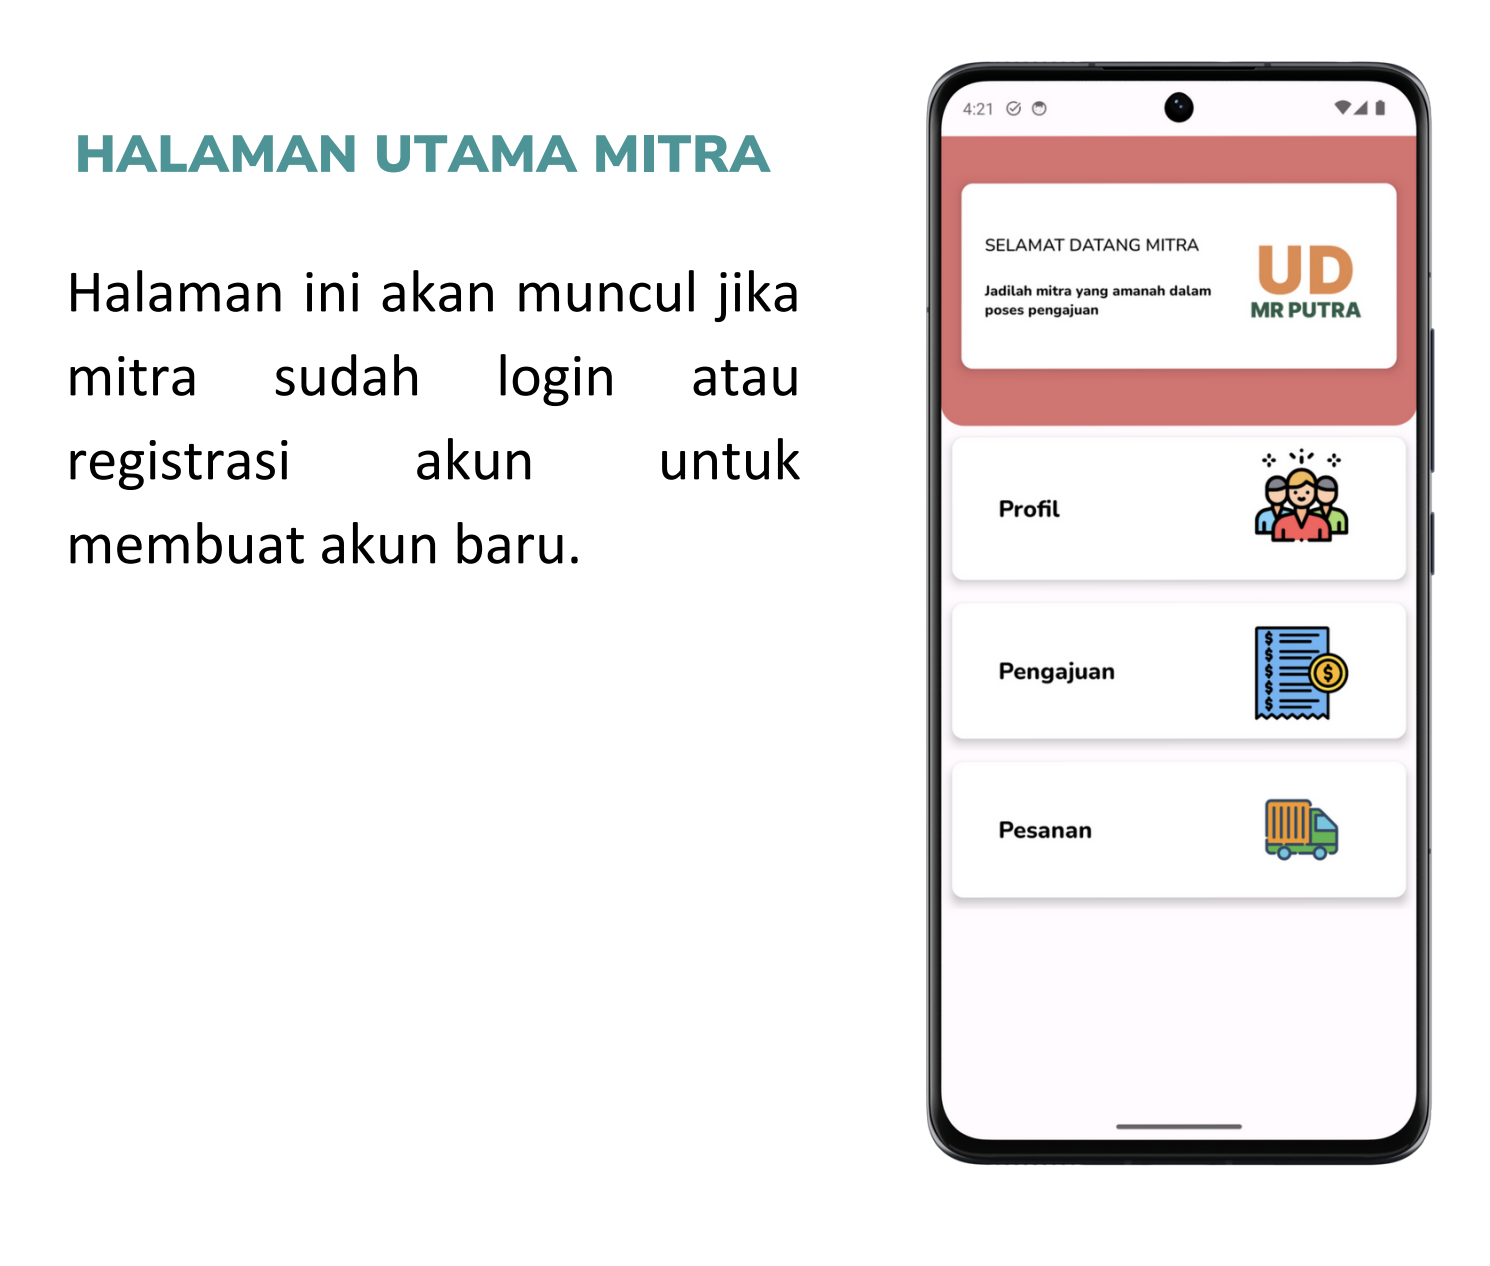 HALAMAN UTAMA MITRA
Halaman ini akan muncul jika
mitra sudah login atau
registrasi akun untuk
membuat akun baru.
4:21
SELAMAT DATANG MITRA
Jadilah mitra yang amanah dalam
poses pengajuan
UD
MR PUTRA
Profil
Pengajuan
Pesanan